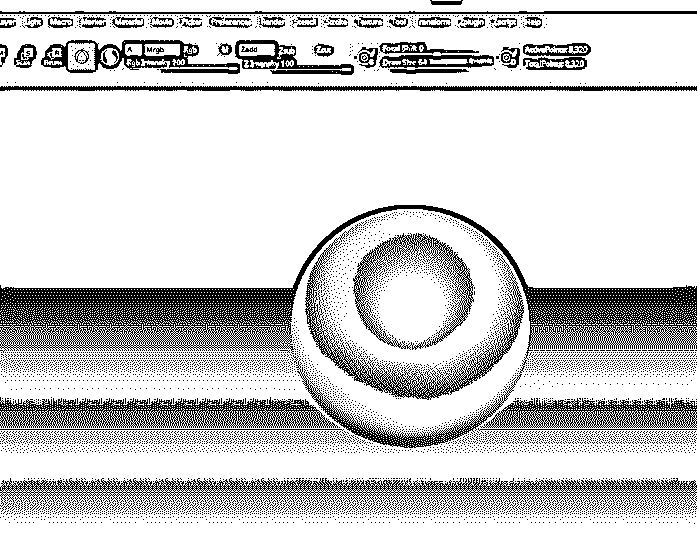 Light Macro Marker Material Movie Picker Preferences Render Stencil Stroke Texture Tool Transform Zplugin Zscript Help
A Mrgb Rgb M Zadd Zsub Zcut Focal Shift 0 ActivePoints: 8,320
Rgb Intensity 100 Z Intensity 100 Draw Size 64 TotalPoints: 8,320